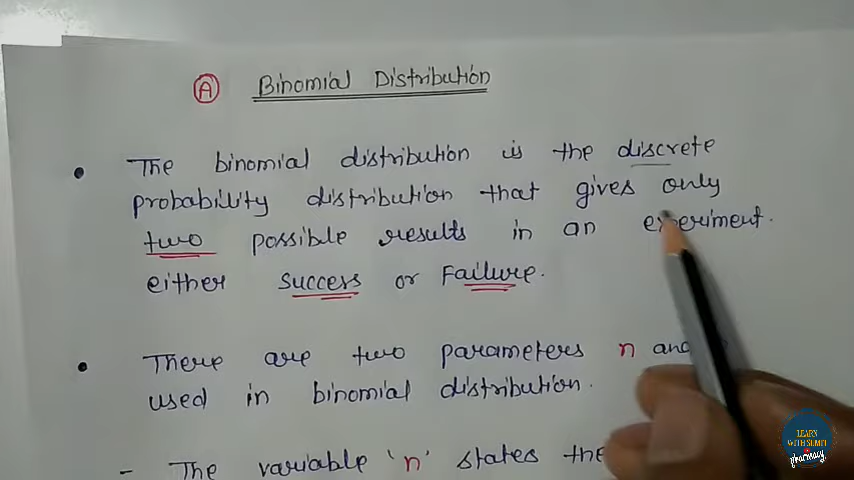 A Binomial Distribution
• The binomial distribution is the discrete
probability distribution that gives only
two possible results in an experiment.
either success or Failure.
• There are two parameters n and
used in binomial distribution.
- The variable 'n' states the
LEARN
WITH SUMIT
pharmacy